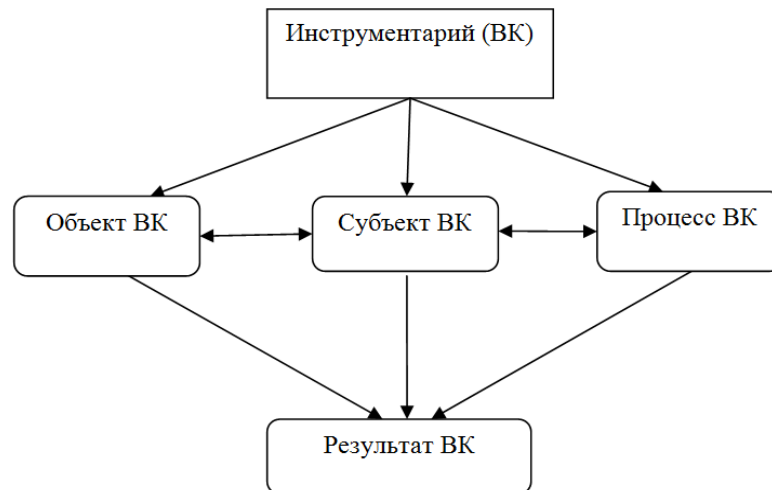 Инструментарий (ВК)
Объект ВК
Субъект ВК
Процесс ВК
Результат ВК